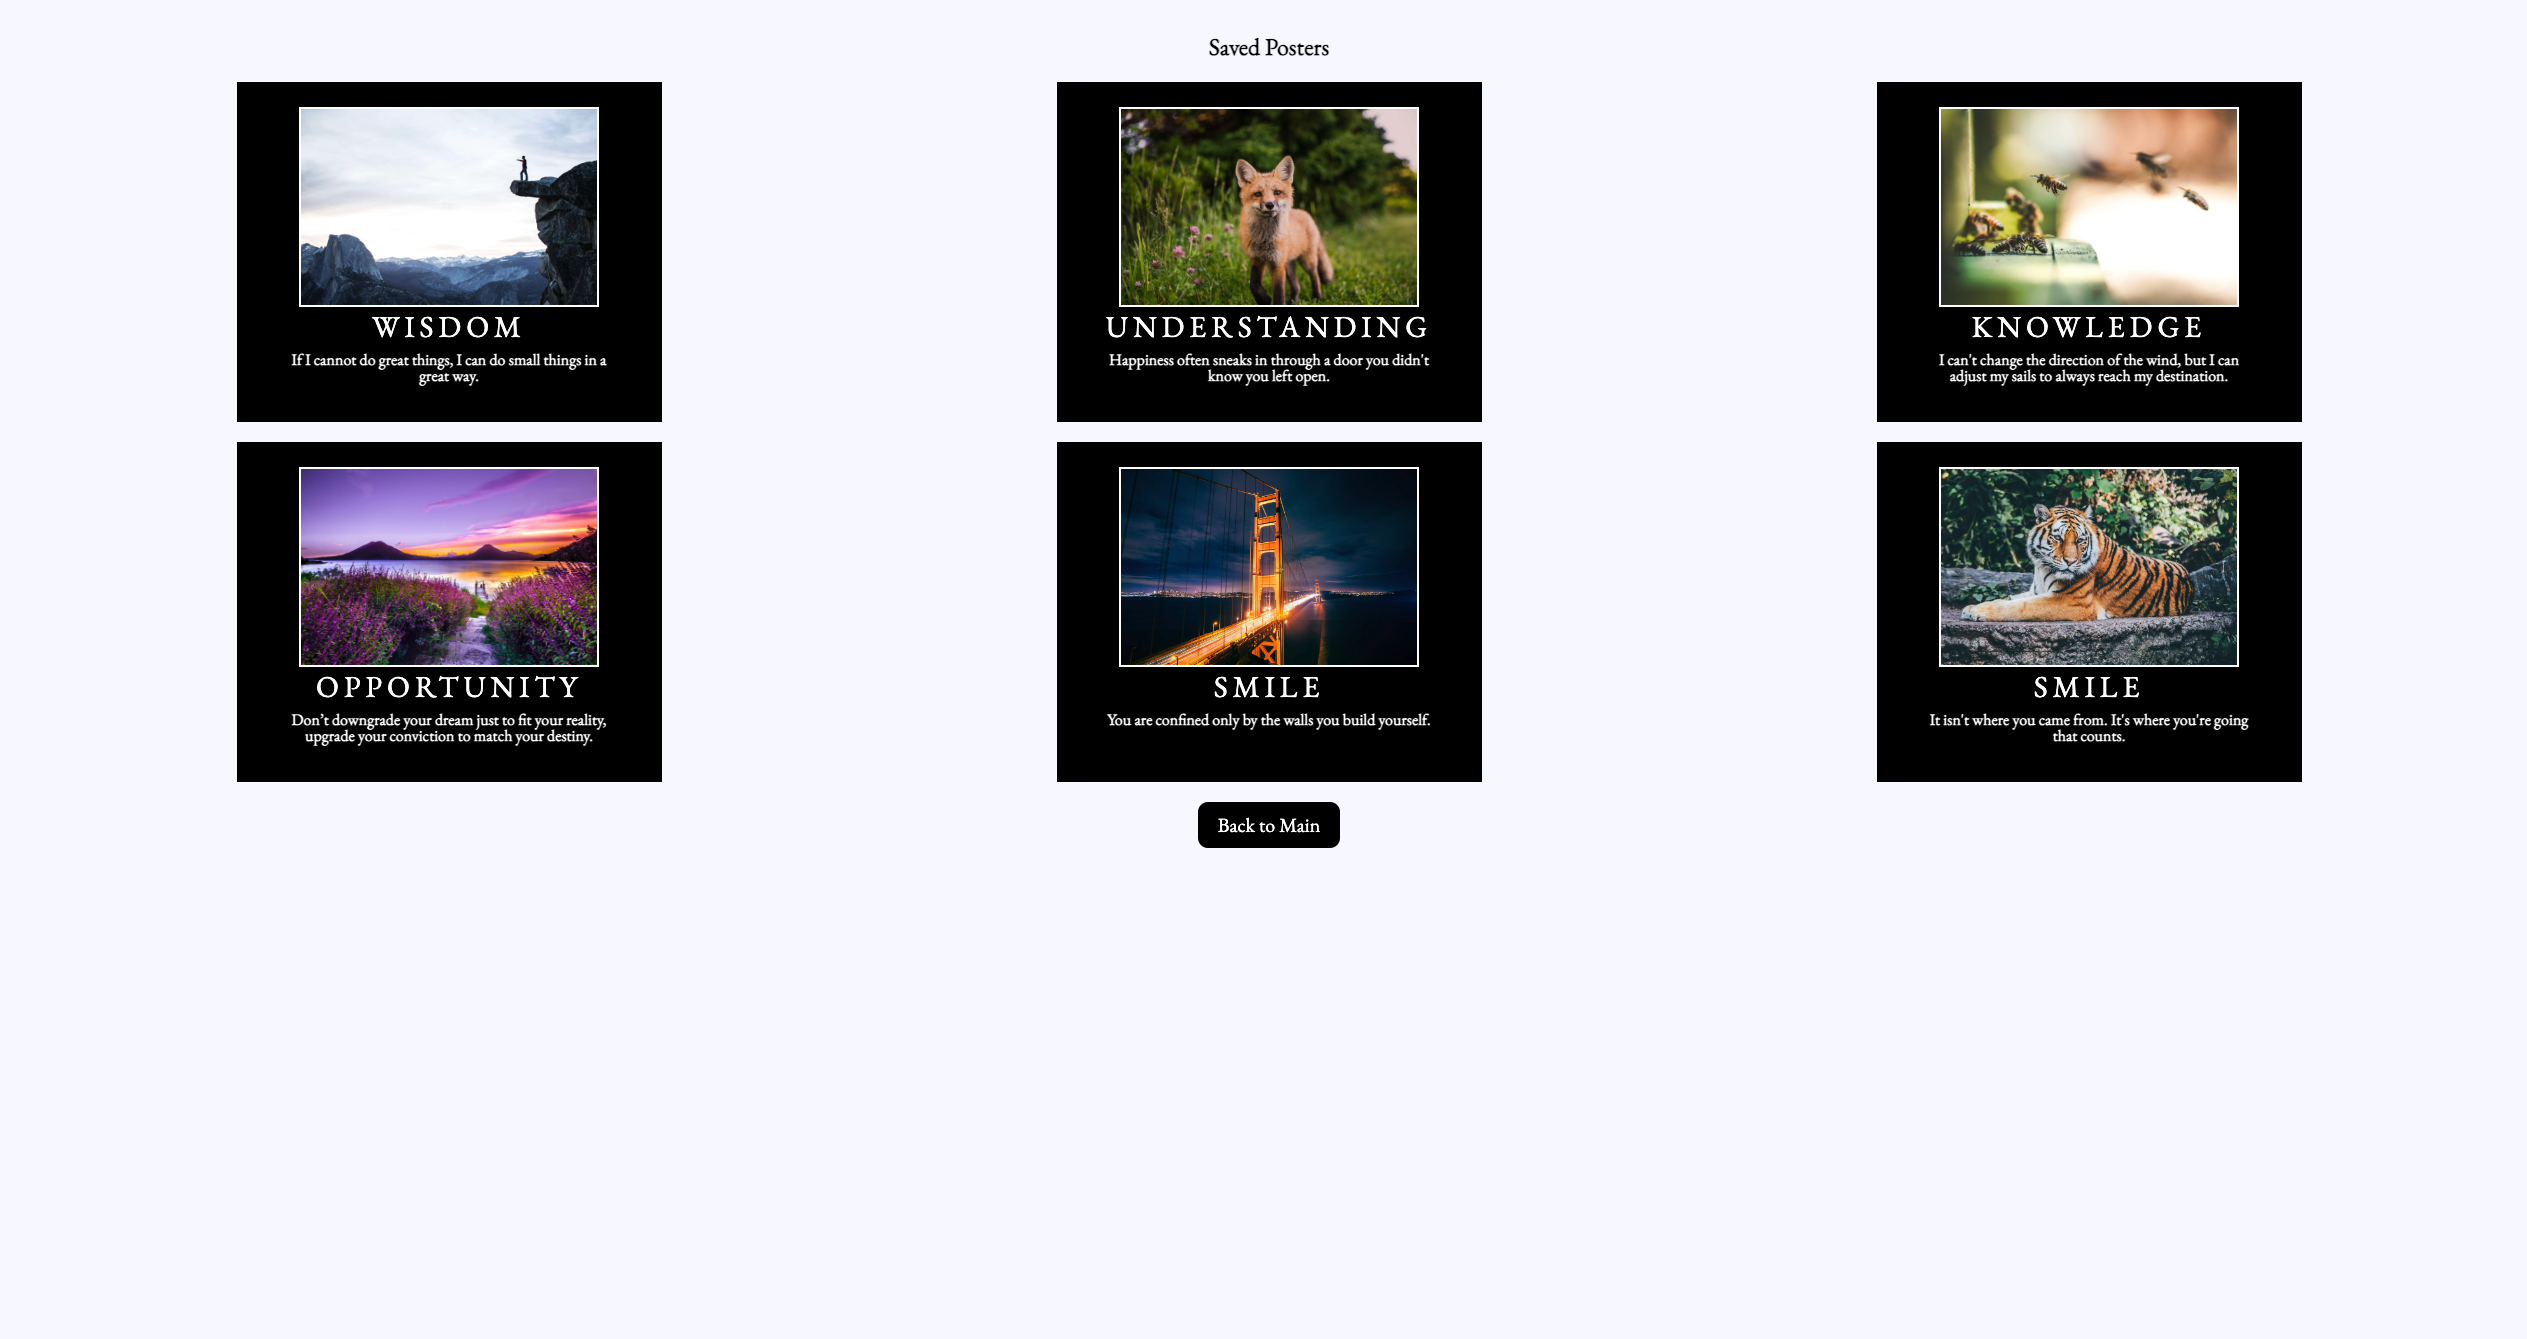 Saved Posters
WISDOM
If I cannot do great things, I can do small things in a
great way.
UNDERSTANDING
Happiness often sneaks in through a door you didn't
know you left open.
KNOWLEDGE
I can't change the direction of the wind, but I can
adjust my sails to always reach my destination.
OPPORTUNITY
Don’t downgrade your dream just to fit your reality,
upgrade your conviction to match your destiny.
SMILE
You are confined only by the walls you build yourself.
SMILE
It isn't where you came from. It's where you're going
that counts.
Back to Main